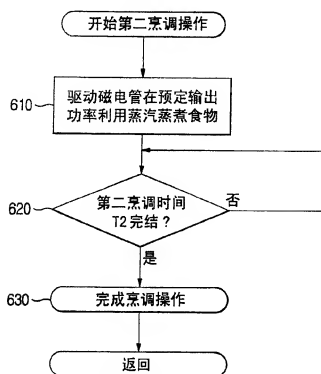 开始第二烹调操作
610
驱动磁电管在预定输出
功率利用蒸汽蒸煮食物
620
第二烹调时间
T2完结？
否
是
630
完成烹调操作
返回